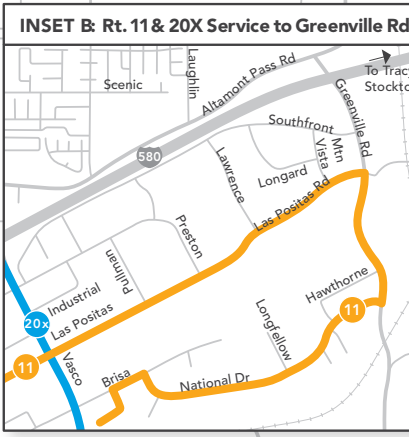 INSET B: Rt. 11 & 20X Service to Greenville Rd
Laughlin
Scenic
Altamont Pass Rd
To Tracy
Stockto
Greenville Rd
Southfront
580
Mtn
Vista
Lawrence
Longard
Las Positas Rd
Preston
Pullman
Hawthorne
Industrial
20x
Las Positas
11
Longfellow
11
Vasco
Brisa
National Dr